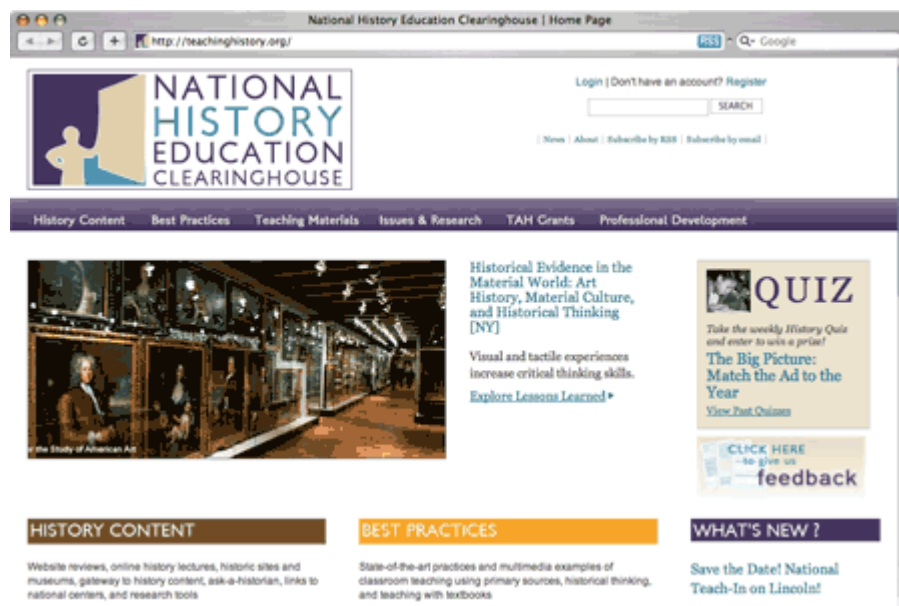 National History Education Clearinghouse | Home Page
http://teachinghistory.org/
RSS
Google
NATIONAL
HISTORY
EDUCATION
CLEARINGHOUSE
Login | Don't have an account? Register
SEARCH
| News | About | Subscribe by RSS | Subscribe by email |
History Content Best Practices Teaching Materials Issues & Research TAH Grants Professional Development
r the Study of American Art
Historical Evidence in the
Material World: Art
History, Material Culture,
and Historical Thinking
[NY]
Visual and tactile experiences
increase critical thinking skills.
Explore Lessons Learned
QUIZ
Take the weekly History Quiz
and enter to win a prize!
The Big Picture:
Match the Ad to the
Year
View Past Quizzes
CLICK HERE
to give us
feedback
HISTORY CONTENT
Website reviews, online history lectures, historic sites and
museums, gateway to history content, ask-a-historian, links to
national centers, and research tools
BEST PRACTICES
State-of-the-art practices and multimedia examples of
classroom teaching using primary sources, historical thinking,
and teaching with textbooks
WHAT'S NEW ?
Save the Date! National
Teach-In on Lincoln!